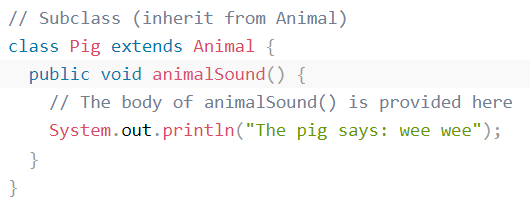 // Subclass (inherit from Animal)
class Pig extends Animal {
  public void animalSound() {
    // The body of animalSound() is provided here
    System.out.println("The pig says: wee wee");
  }
}